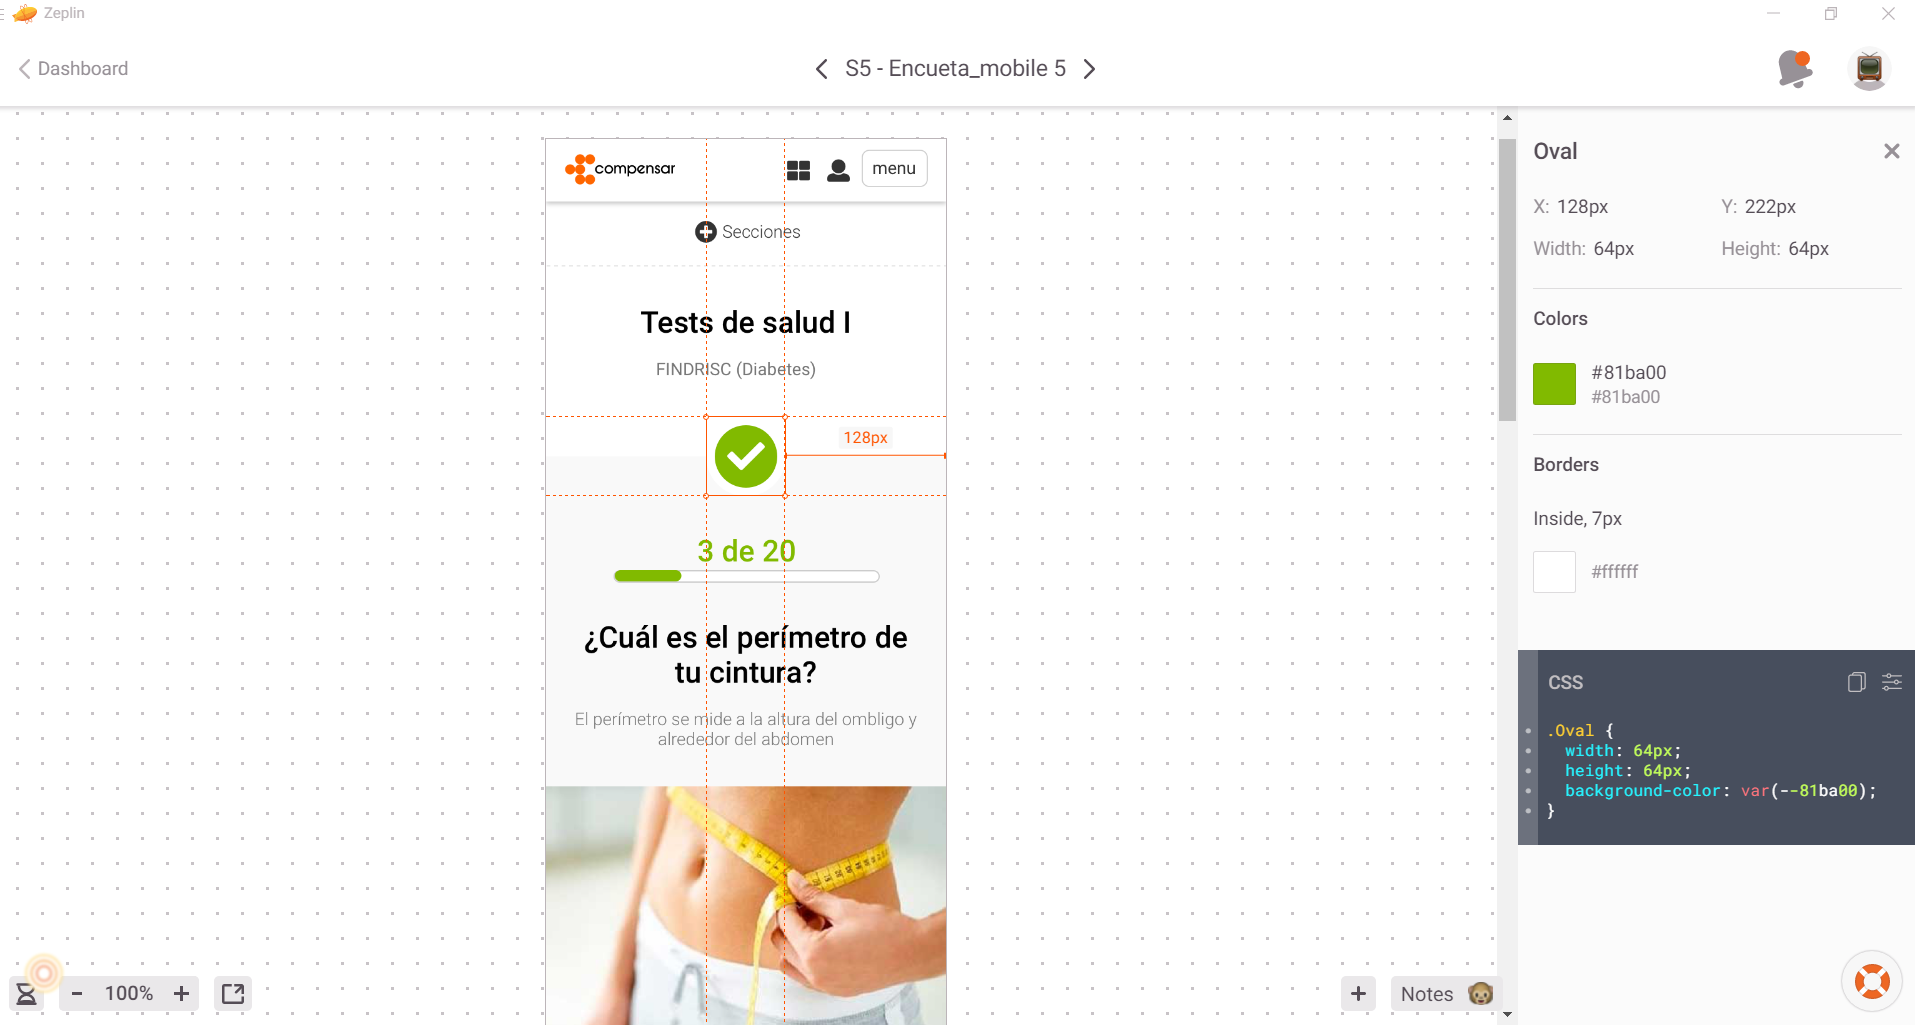 Zeplin
Dashboard
S5 - Encueta_mobile 5
compensar
menu
Secciones
Tests de salud I
FINDRISC (Diabetes)
128px
3 de 20
¿Cuál es el perímetro de
tu cintura?
El perímetro se mide a la altura del ombligo y
alrededor del abdomen
100%
Notes
Oval
X: 128px
Y: 222px
Width: 64px
Height: 64px
Colors
#81ba00
#81ba00
Borders
Inside, 7px
#ffffff
CSS
.Oval {
width: 64px;
height: 64px;
background-color: var(--81ba00);
}